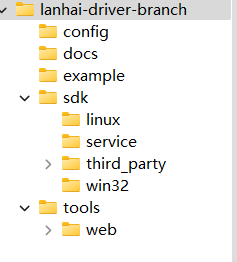 lanhai-driver-branch
config
docs
example
sdk
linux
service
third_party
win32
tools
web